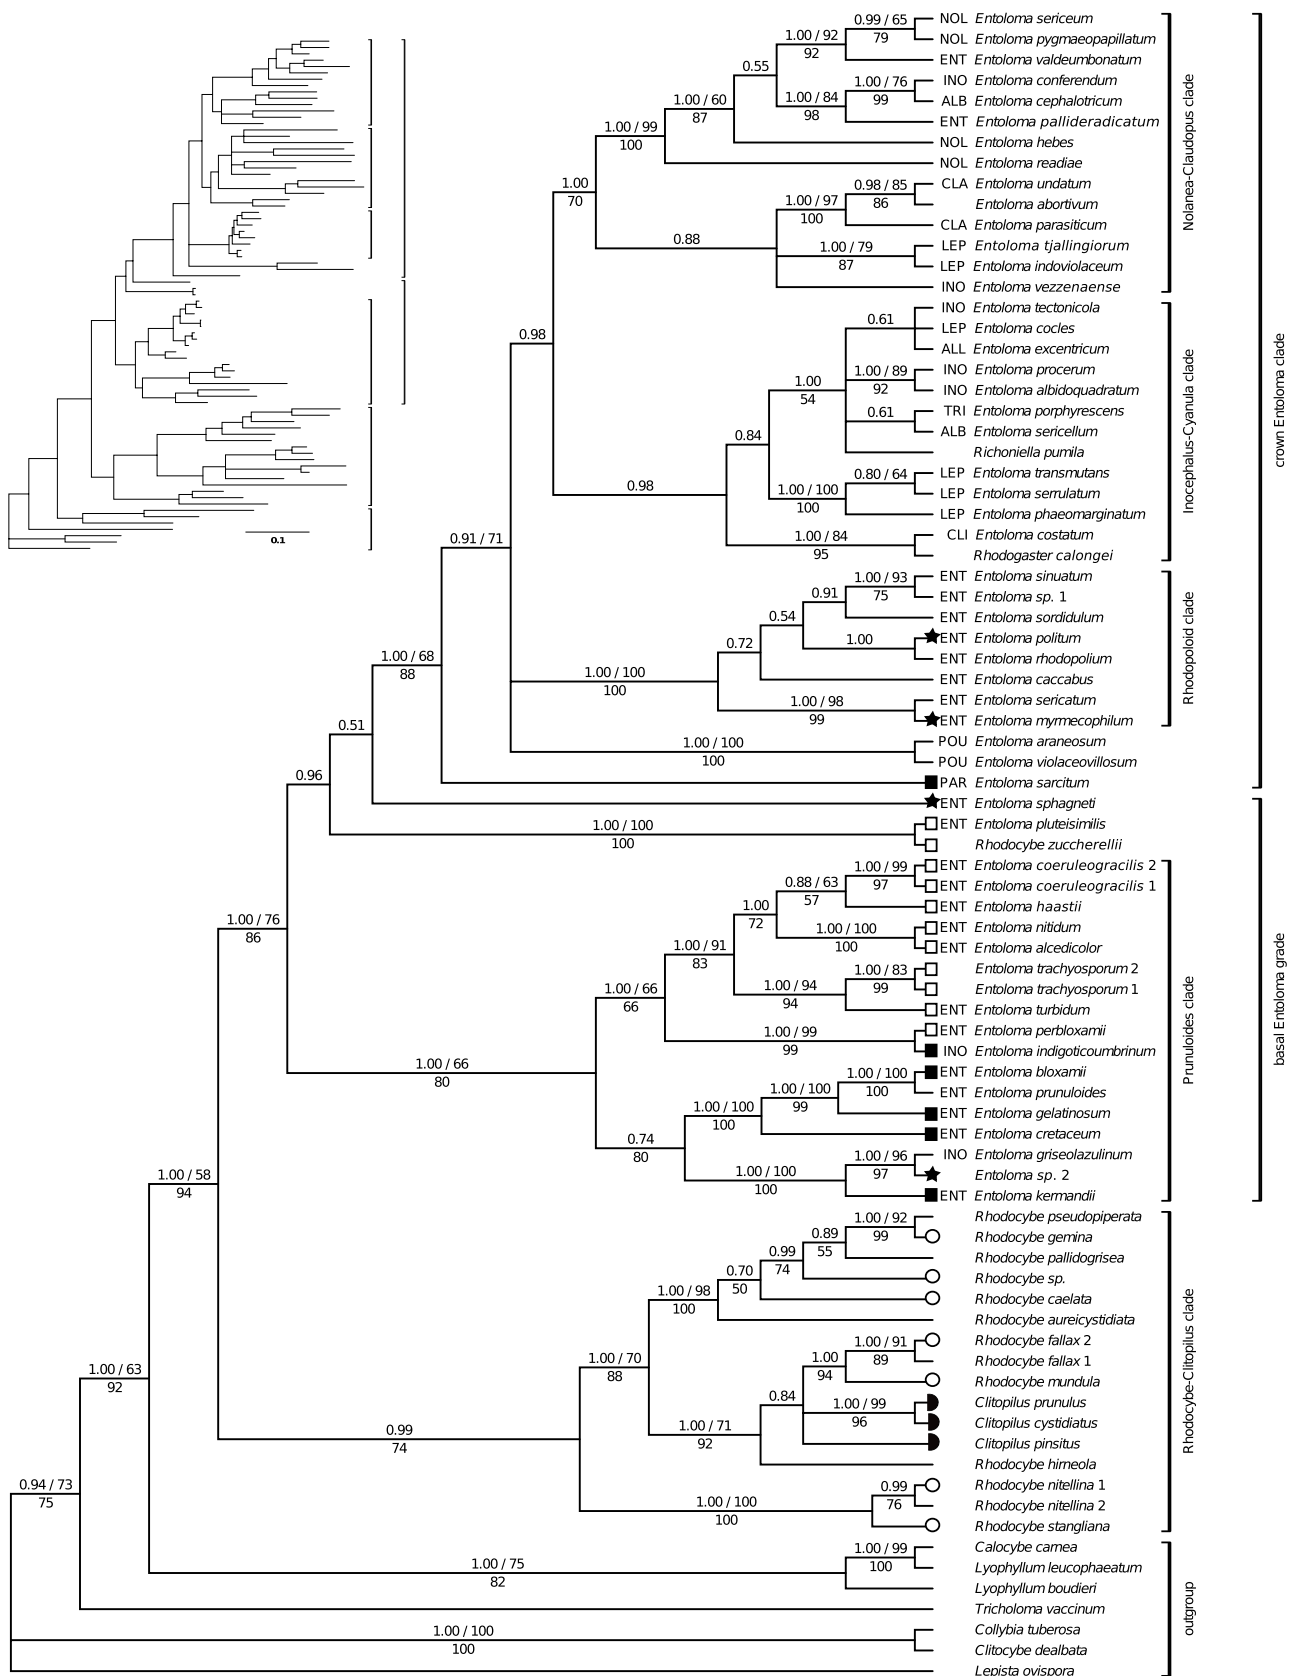 0.99 / 65
NOL Entoloma sericeum
79
NOL Entoloma pygmaeopapillatum
1.00 / 92
92
ENT Entoloma valdeumbonatum
0.55
1.00 / 76
INO Entoloma conferendum
99
ALB Entoloma cephalotricum
1.00 / 84
98
ENT Entoloma pallideradicatum
1.00 / 60
87
NOL Entoloma hebes
1.00 / 99
100
NOL Entoloma readiae
1.00
70
0.98 / 85
CLA Entoloma undatum
86
Entoloma abortivum
1.00 / 97
100
CLA Entoloma parasiticum
0.88
1.00 / 79
LEP Entoloma tjallingiorum
87
LEP Entoloma indoviolaceum
INO Entoloma vezzenaense
Nolanea-Claudopus clade
0.98
INO Entoloma tectonicola
0.61
LEP Entoloma cocles
ALL Entoloma excentricum
1.00
54
1.00 / 89
INO Entoloma procerum
92
INO Entoloma albidoquadratum
0.61
TRI Entoloma porphyrescens
ALB Entoloma sericellum
Richoniella pumila
0.84
0.80 / 64
LEP Entoloma transmutans
1.00 / 100
100
LEP Entoloma serrulatum
LEP Entoloma phaeomarginatum
0.98
1.00 / 84
CLI Entoloma costatum
95
Rhodogaster calongei
Inocephalus-Cyanula clade
0.1
0.91 / 71
1.00 / 93
ENT Entoloma sinuatum
75
ENT Entoloma sp. 1
0.91
ENT Entoloma sordidulum
0.54
1.00
ENT Entoloma politum
ENT Entoloma rhodopolium
0.72
ENT Entoloma caccabus
1.00 / 100
100
1.00 / 98
ENT Entoloma sericatum
99
ENT Entoloma myrmecophilum
Rhodopoloid clade
1.00 / 68
88
1.00 / 100
POU Entoloma araneosum
100
POU Entoloma violaceovillosum
PAR Entoloma sarcitum
crown Entoloma clade
0.51
ENT Entoloma sphagneti
0.96
1.00 / 100
ENT Entoloma pluteisimilis
100
Rhodocybe zuccherellii
1.00 / 76
86
1.00 / 99
ENT Entoloma coeruleogracilis 2
97
ENT Entoloma coeruleogracilis 1
0.88 / 63
57
ENT Entoloma haastii
1.00
72
1.00 / 100
ENT Entoloma nitidum
100
ENT Entoloma alcedicolor
1.00 / 91
83
1.00 / 83
Entoloma trachyosporum 2
99
Entoloma trachyosporum 1
1.00 / 94
94
ENT Entoloma turbidum
1.00 / 66
66
1.00 / 99
ENT Entoloma perbloxamii
99
INO Entoloma indigoticoumbrinum
1.00 / 66
80
1.00 / 100
ENT Entoloma bloxamii
100
ENT Entoloma prunuloides
1.00 / 100
99
ENT Entoloma gelatinosum
1.00 / 100
100
ENT Entoloma cretaceum
0.74
80
1.00 / 96
INO Entoloma griseolazulinum
97
Entoloma sp. 2
1.00 / 100
100
ENT Entoloma kermandii
Prunuloides clade
basal Entoloma grade
1.00 / 58
94
1.00 / 92
Rhodocybe pseudopiperata
99
Rhodocybe gemina
0.89
55
Rhodocybe pallidogrisea
0.99
74
Rhodocybe sp.
0.70
50
Rhodocybe caelata
1.00 / 98
100
Rhodocybe aureicystidiata
1.00 / 70
88
1.00 / 91
Rhodocybe fallax 2
89
Rhodocybe fallax 1
1.00
94
Rhodocybe mundula
0.84
1.00 / 99
Clitopilus prunulus
96
Clitopilus cystidiatus
Clitopilus pinsitus
1.00 / 71
92
Rhodocybe hirneola
0.99
74
0.99
Rhodocybe nitellina 1
76
Rhodocybe nitellina 2
1.00 / 100
100
Rhodocybe stangliana
Rhodocybe-Clitopilus clade
1.00 / 63
92
1.00 / 99
Calocybe carnea
100
Lyophyllum leucophaeatum
1.00 / 75
82
Lyophyllum boudieri
0.94 / 73
75
Tricholoma vaccinum
1.00 / 100
Collybia tuberosa
100
Clitocybe dealbata
Lepista ovispora
outgroup